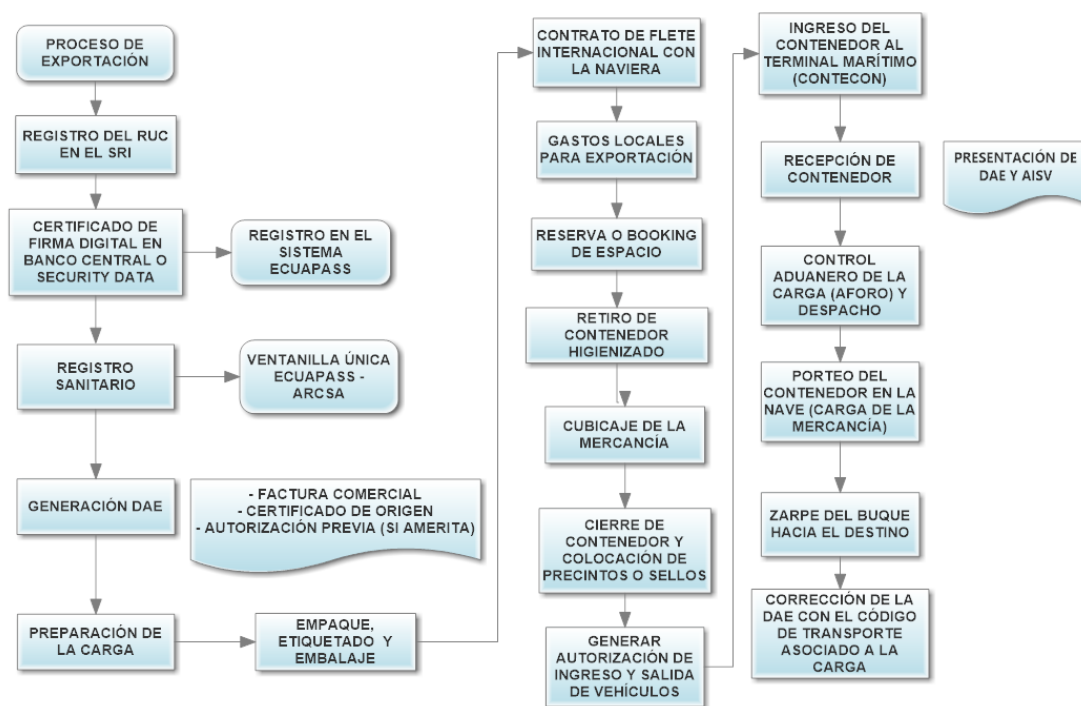 PROCESO DE
EXPORTACIÓN
REGISTRO DEL RUC
EN EL SRI
CERTIFICADO DE
FIRMA DIGITAL EN
BANCO CENTRAL O
SECURITY DATA
REGISTRO EN EL
SISTEMA
ECUAPASS
REGISTRO
SANITARIO
VENTANILLA ÚNICA
ECUAPASS -
ARCSA
GENERACIÓN DAE
- FACTURA COMERCIAL
- CERTIFICADO DE ORIGEN
- AUTORIZACIÓN PREVIA (SI AMERITA)
PREPARACIÓN DE
LA CARGA
EMPAQUE,
ETIQUETADO Y
EMBALAJE
CONTRATO DE FLETE
INTERNACIONAL CON
LA NAVIERA
GASTOS LOCALES
PARA EXPORTACIÓN
RESERVA O BOOKING
DE ESPACIO
RETIRO DE
CONTENEDOR
HIGIENIZADO
CUBICAJE DE LA
MERCANCÍA
CIERRE DE
CONTENEDOR Y
COLOCACIÓN DE
PRECINTOS O SELLOS
GENERAR
AUTORIZACIÓN DE
INGRESO Y SALIDA
DE VEHÍCULOS
INGRESO DEL
CONTENEDOR AL
TERMINAL MARÍTIMO
(CONTECON)
RECEPCIÓN DE
CONTENEDOR
PRESENTACIÓN DE
DAE Y AISV
CONTROL
ADUANERO DE LA
CARGA (AFORO) Y
DESPACHO
PORTEO DEL
CONTENEDOR EN LA
NAVE (CARGA DE LA
MERCANCÍA)
ZARPE DEL BUQUE
HACIA EL DESTINO
CORRECCIÓN DE LA
DAE CON EL CÓDIGO
DE TRANSPORTE
ASOCIADO A LA
CARGA